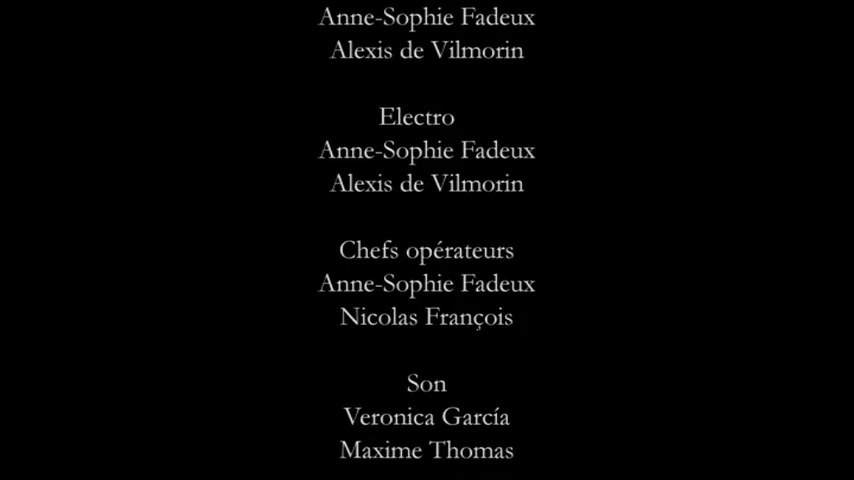 Anne-Sophie Fadeux
Alexis de Vilmorin
Electro
Anne-Sophie Fadeux
Alexis de Vilmorin
Chefs opérateurs
Anne-Sophie Fadeux
Nicolas François
Son
Veronica García
Maxime Thomas